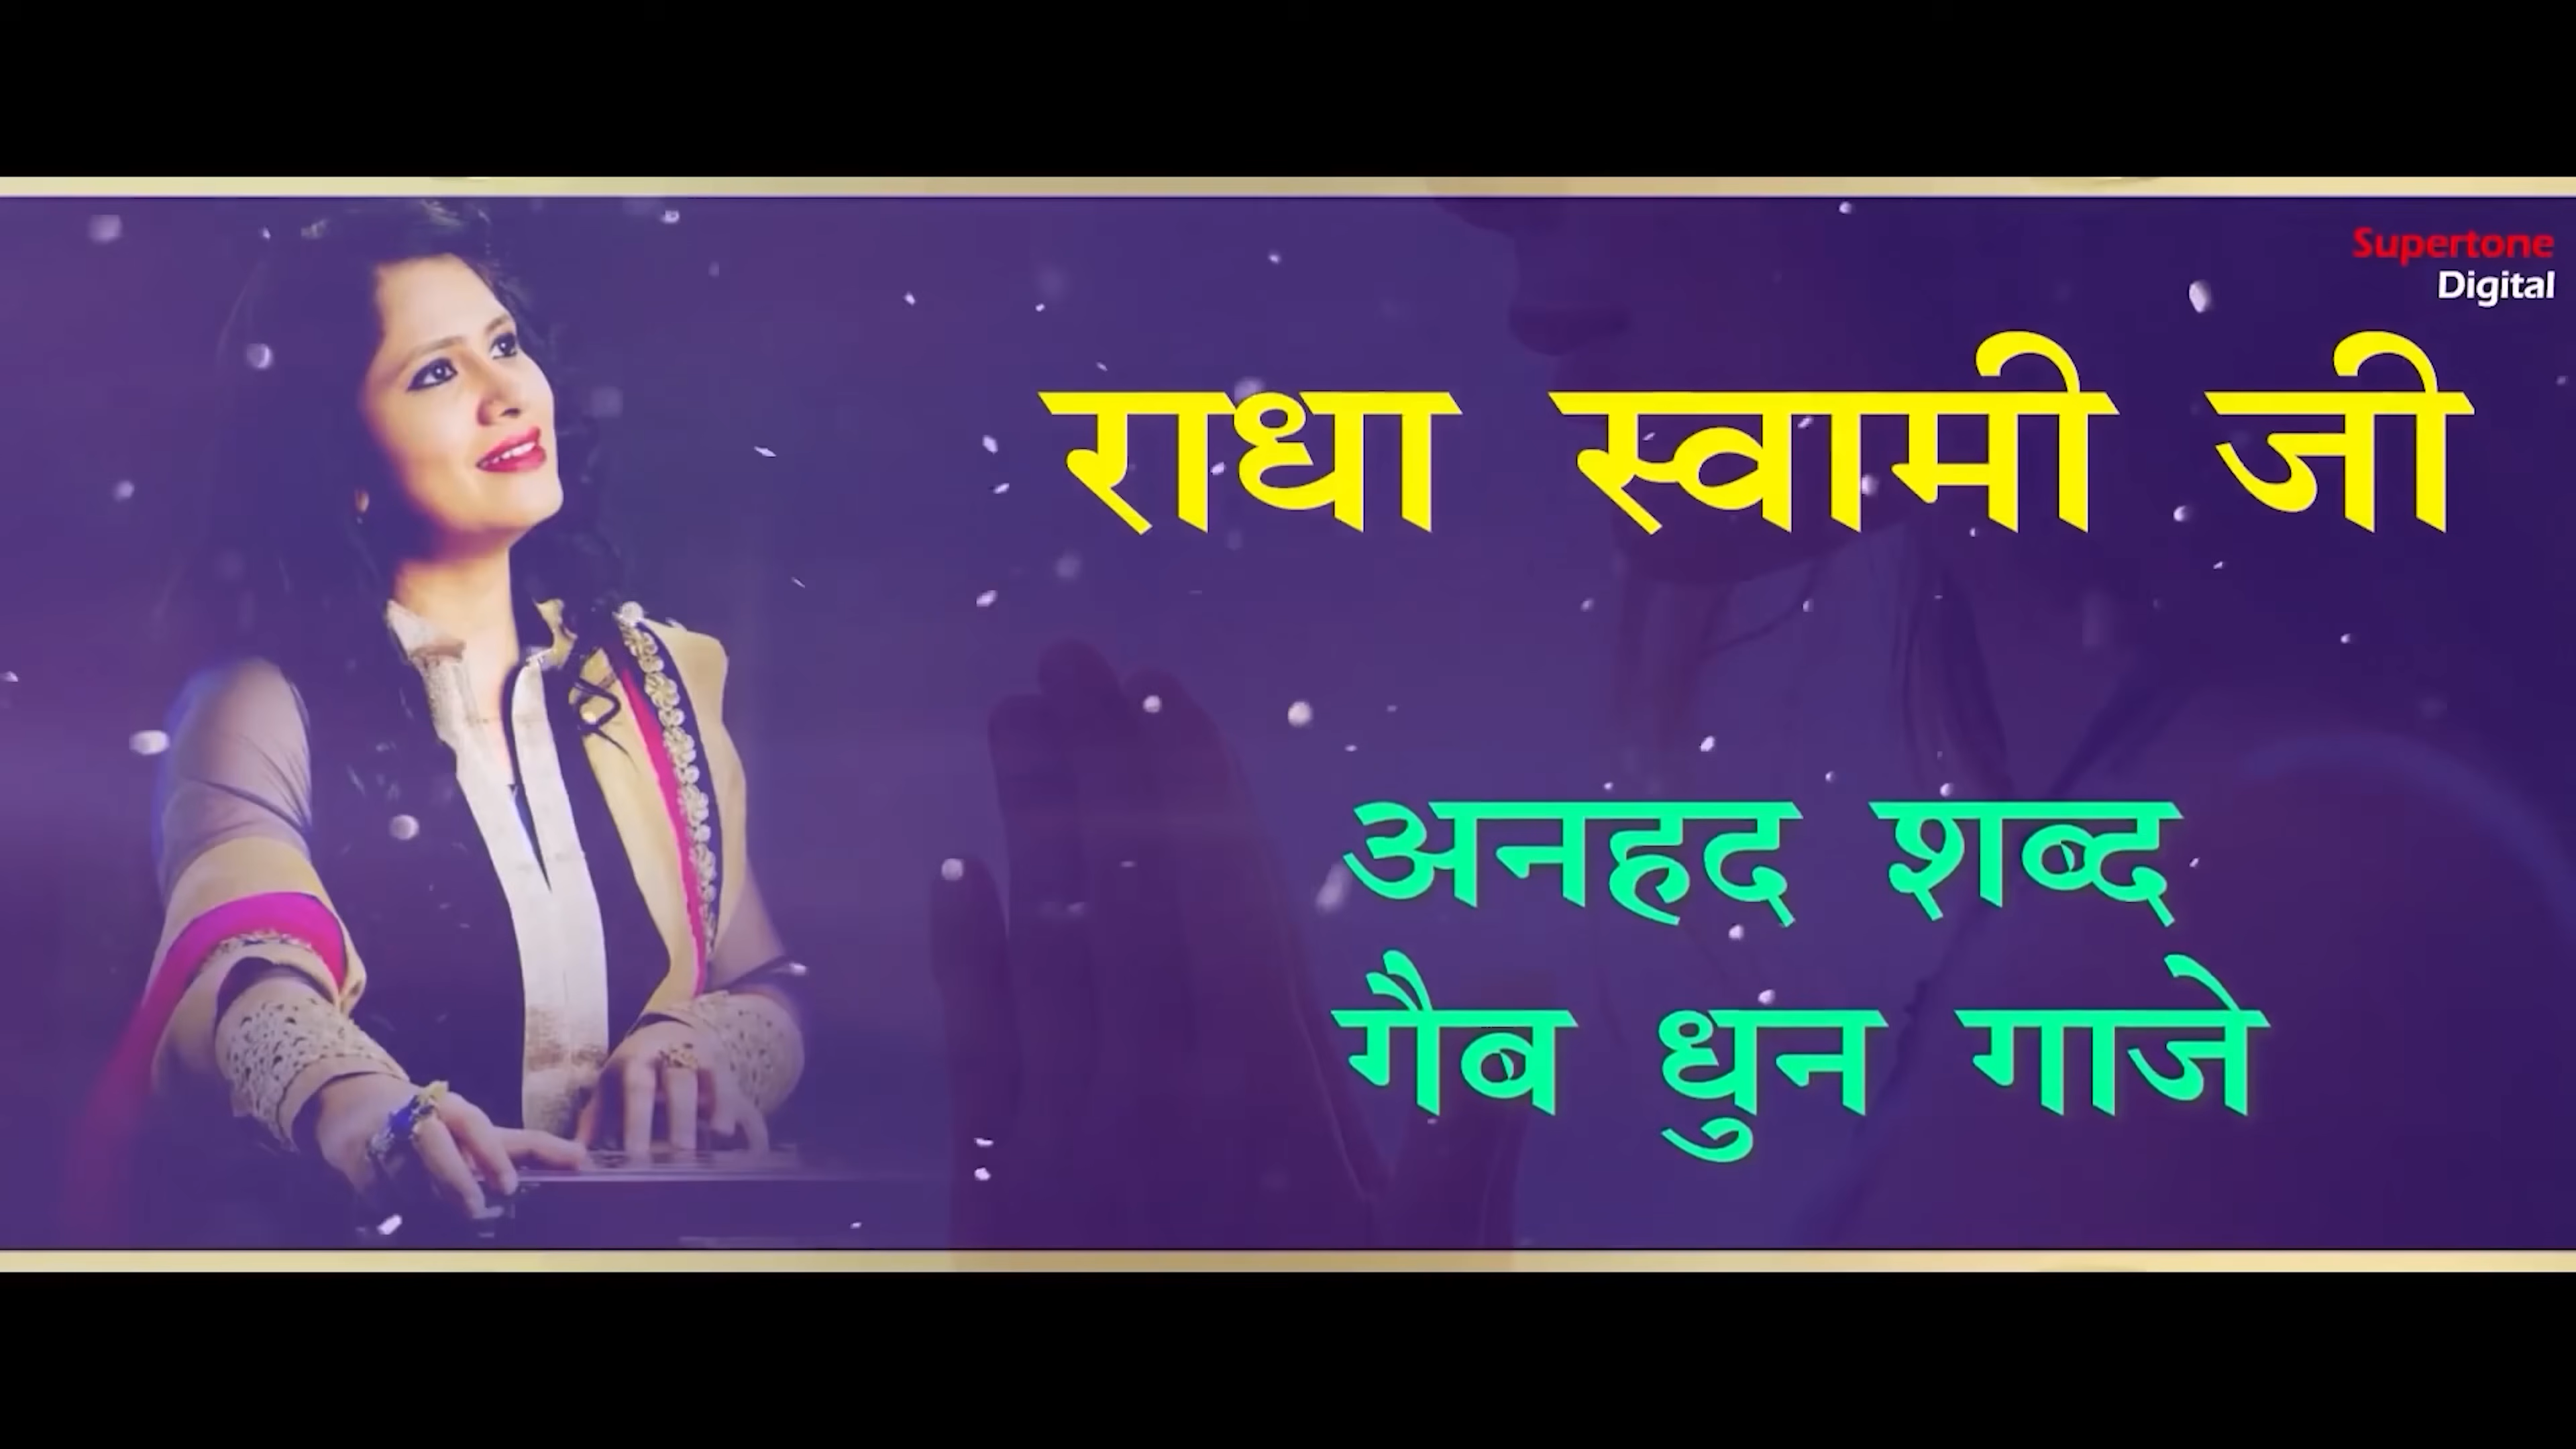 Supertone
Digital
राधा स्वामी जी
अनहद शब्द
गैब धुन गाजे